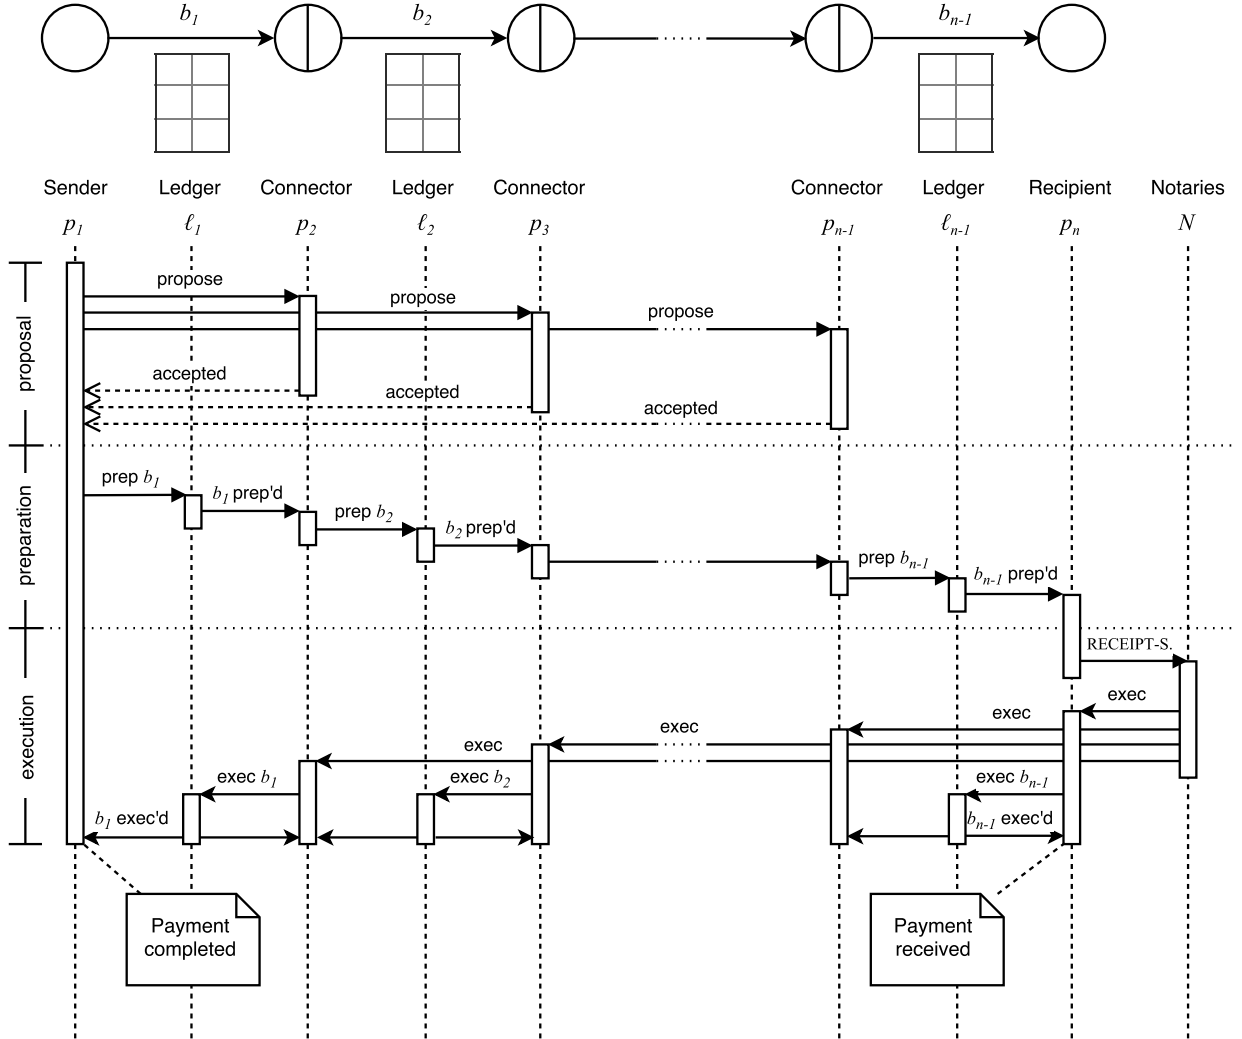 b1 b2 bn-1
Sender Ledger Connector Ledger Connector Connector Ledger Recipient Notaries
p1 ℓ1 p2 ℓ2 p3 pn-1 ℓn-1 pn N
proposal
propose
propose
propose
accepted
accepted
accepted
preparation
prep b1
b1 prep'd
prep b2
b2 prep'd
prep bn-1
bn-1 prep'd
execution
RECEIPT-S.
exec
exec
exec
exec
exec b1
exec b2
exec bn-1
b1 exec'd
bn-1 exec'd
Payment
completed
Payment
received